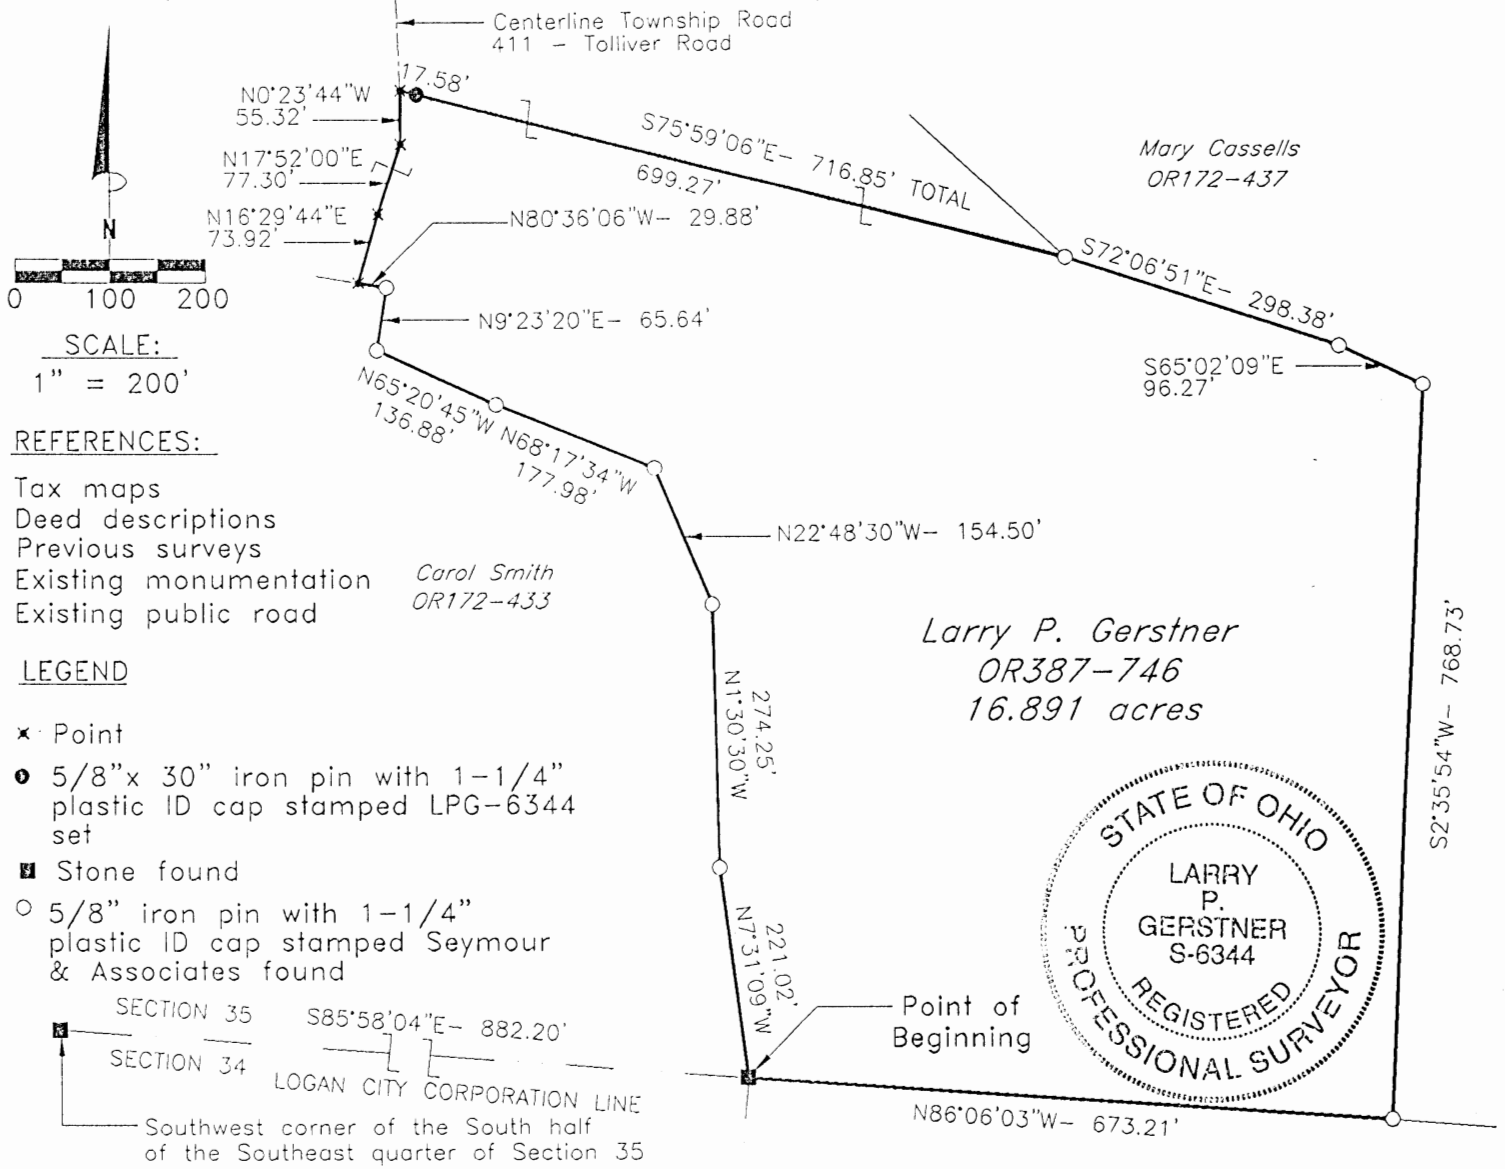 Centerline Township Road
411 - Tolliver Road
17.58'
N0°23'44"W
55.32'
N17°52'00"E
77.30'
N16°29'44"E
73.92'
S75°59'06"E- 716.85' TOTAL
699.27'
Mary Cassells
OR172-437
N80°36'06"W- 29.88'
S72°06'51"E- 298.38'
N
0 100 200
SCALE:
1" = 200'
N9°23'20"E- 65.64'
S65°02'09"E
96.27'
N65°20'45"W
136.88'
N68°17'34"W
177.98'
REFERENCES:
Tax maps
Deed descriptions
Previous surveys
Existing monumentation
Existing public road
Carol Smith
OR172-433
N22°48'30"W- 154.50'
Larry P. Gerstner
OR387-746
16.891 acres
S2°35'54"W- 768.73'
274.25'
N1°30'30"W
LEGEND
Point
5/8"x 30" iron pin with 1-1/4"
plastic ID cap stamped LPG-6344
set
Stone found
5/8" iron pin with 1-1/4"
plastic ID cap stamped Seymour
& Associates found
STATE OF OHIO
LARRY
P.
GERSTNER
S-6344
REGISTERED
PROFESSIONAL SURVEYOR
221.02'
N7°31'09"W
Point of
Beginning
SECTION 35
S85°58'04"E- 882.20'
SECTION 34
LOGAN CITY CORPORATION LINE
N86°06'03"W- 673.21'
Southwest corner of the South half
of the Southeast quarter of Section 35